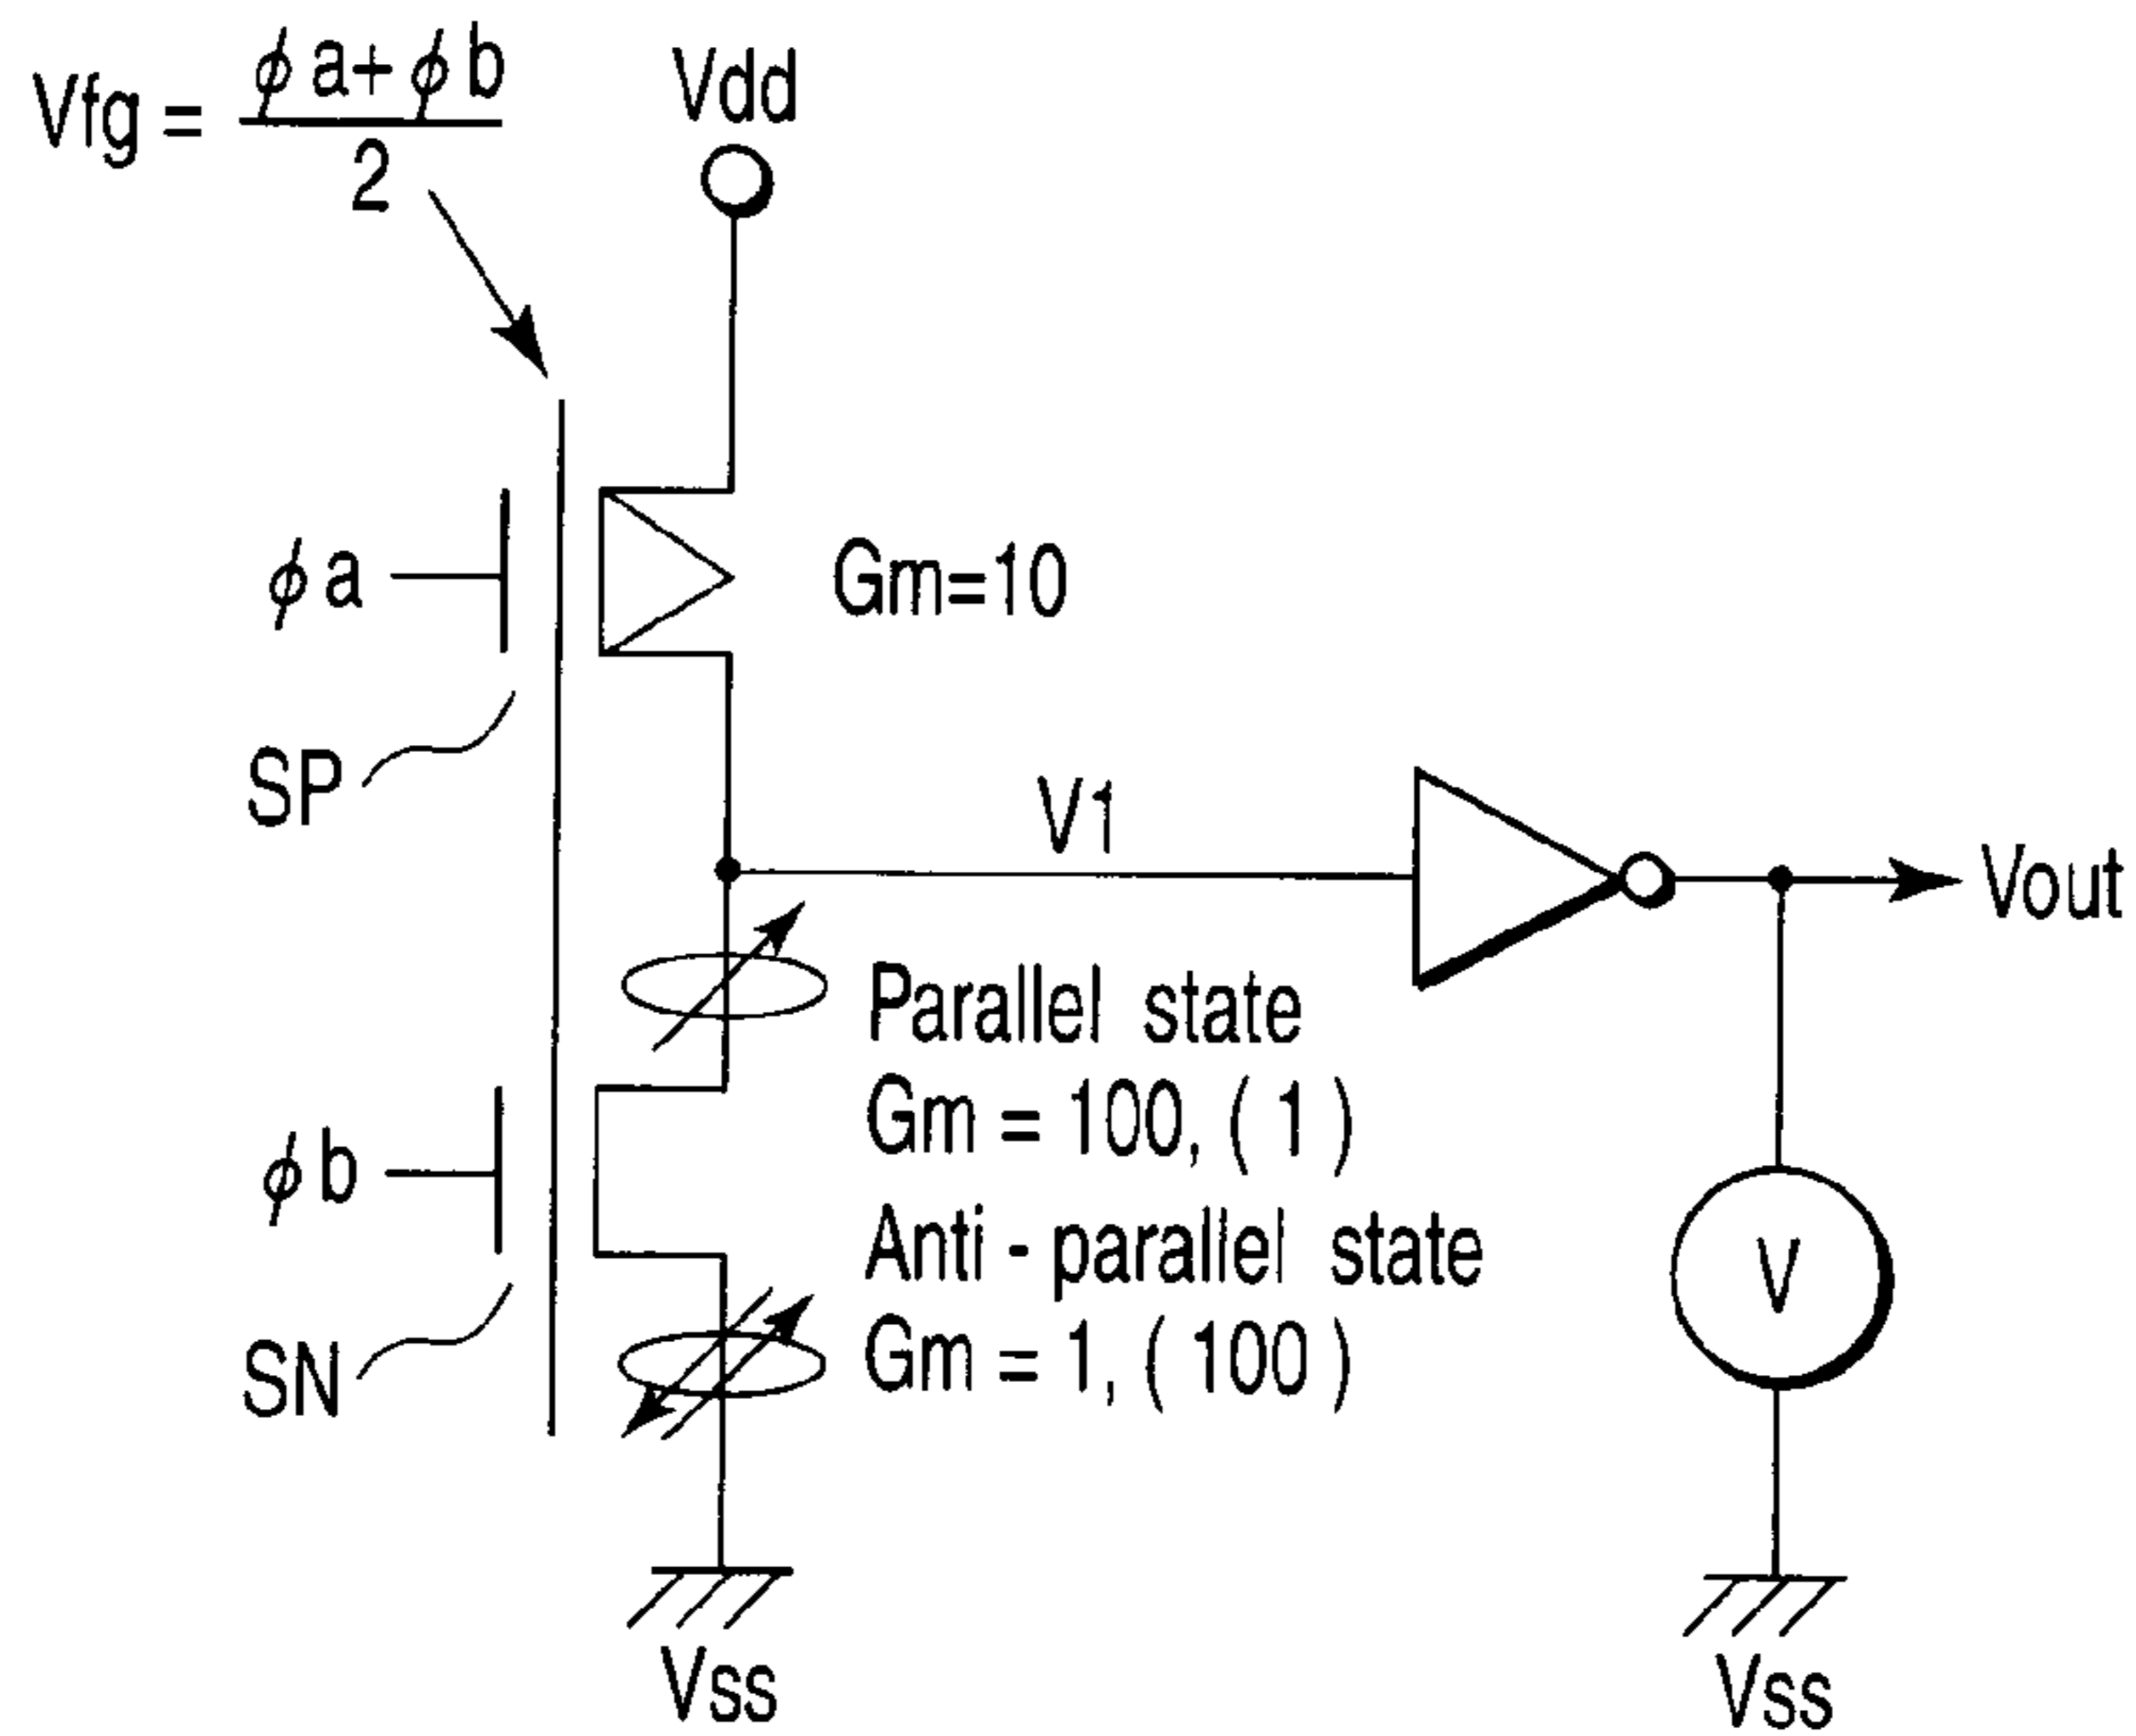 Vfg = ϕa+ϕb
2
Vdd
ϕa
Gm=10
SP
V1
Vout
Parallel state
Gm = 100, ( 1 )
ϕb
Anti - parallel state
Gm = 1, ( 100 )
V
SN
Vss
Vss